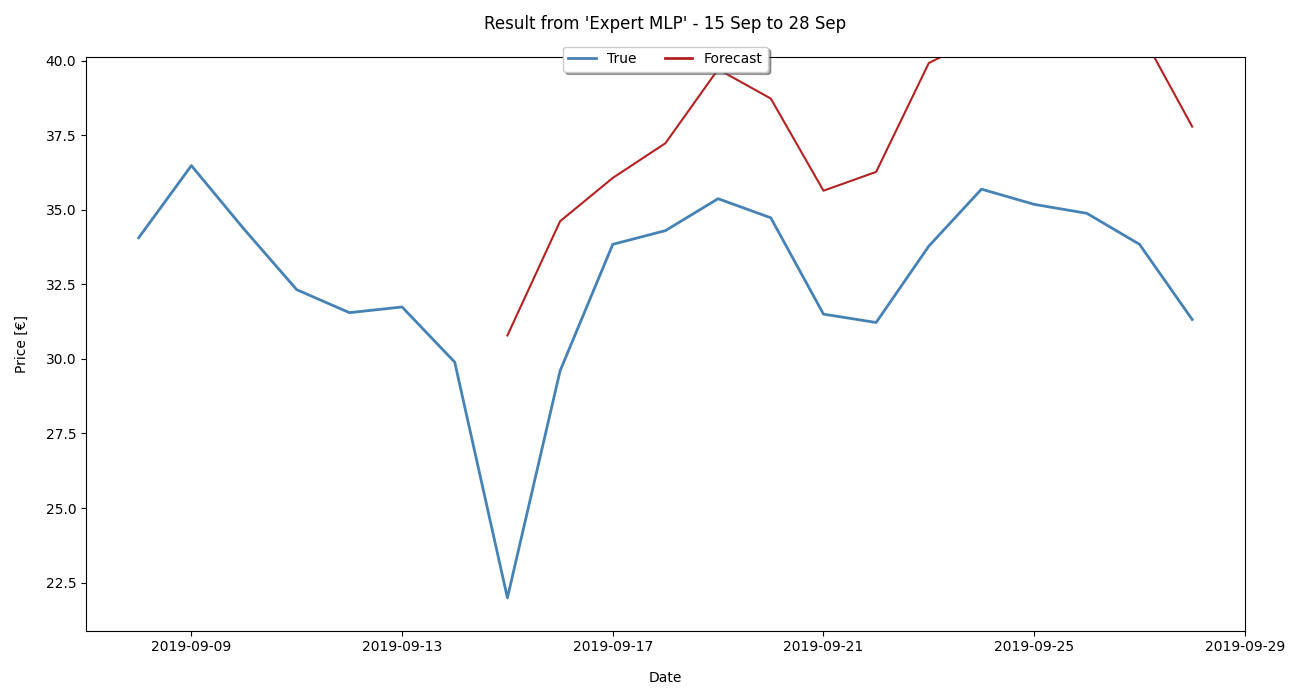 Result from 'Expert MLP' - 15 Sep to 28 Sep
True Forecast
40.0
37.5
35.0
32.5
30.0
27.5
25.0
22.5
Price [€]
2019-09-09 2019-09-13 2019-09-17 2019-09-21 2019-09-25 2019-09-29
Date